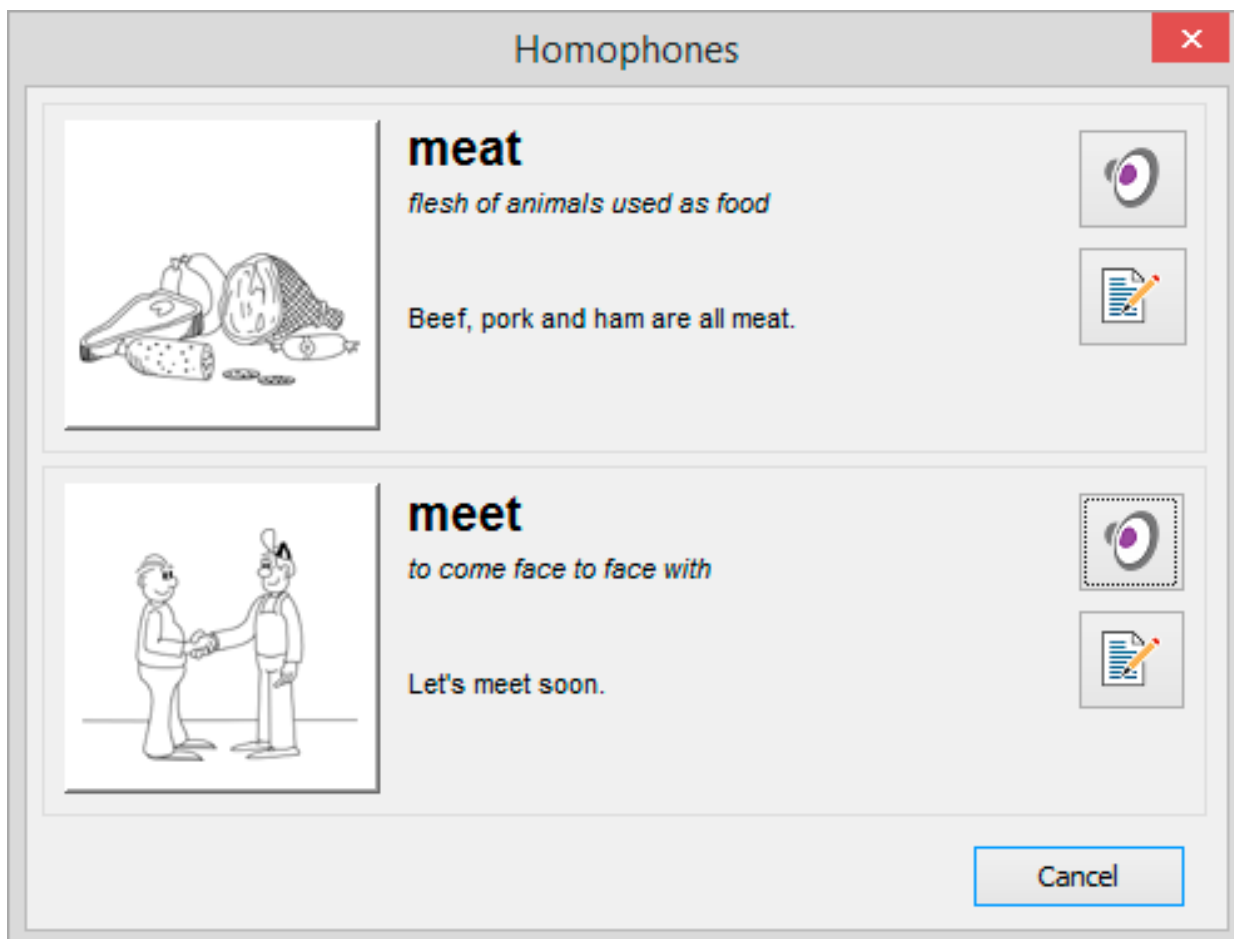 Homophones
meat
flesh of animals used as food
Beef, pork and ham are all meat.
meet
to come face to face with
Let's meet soon.
Cancel